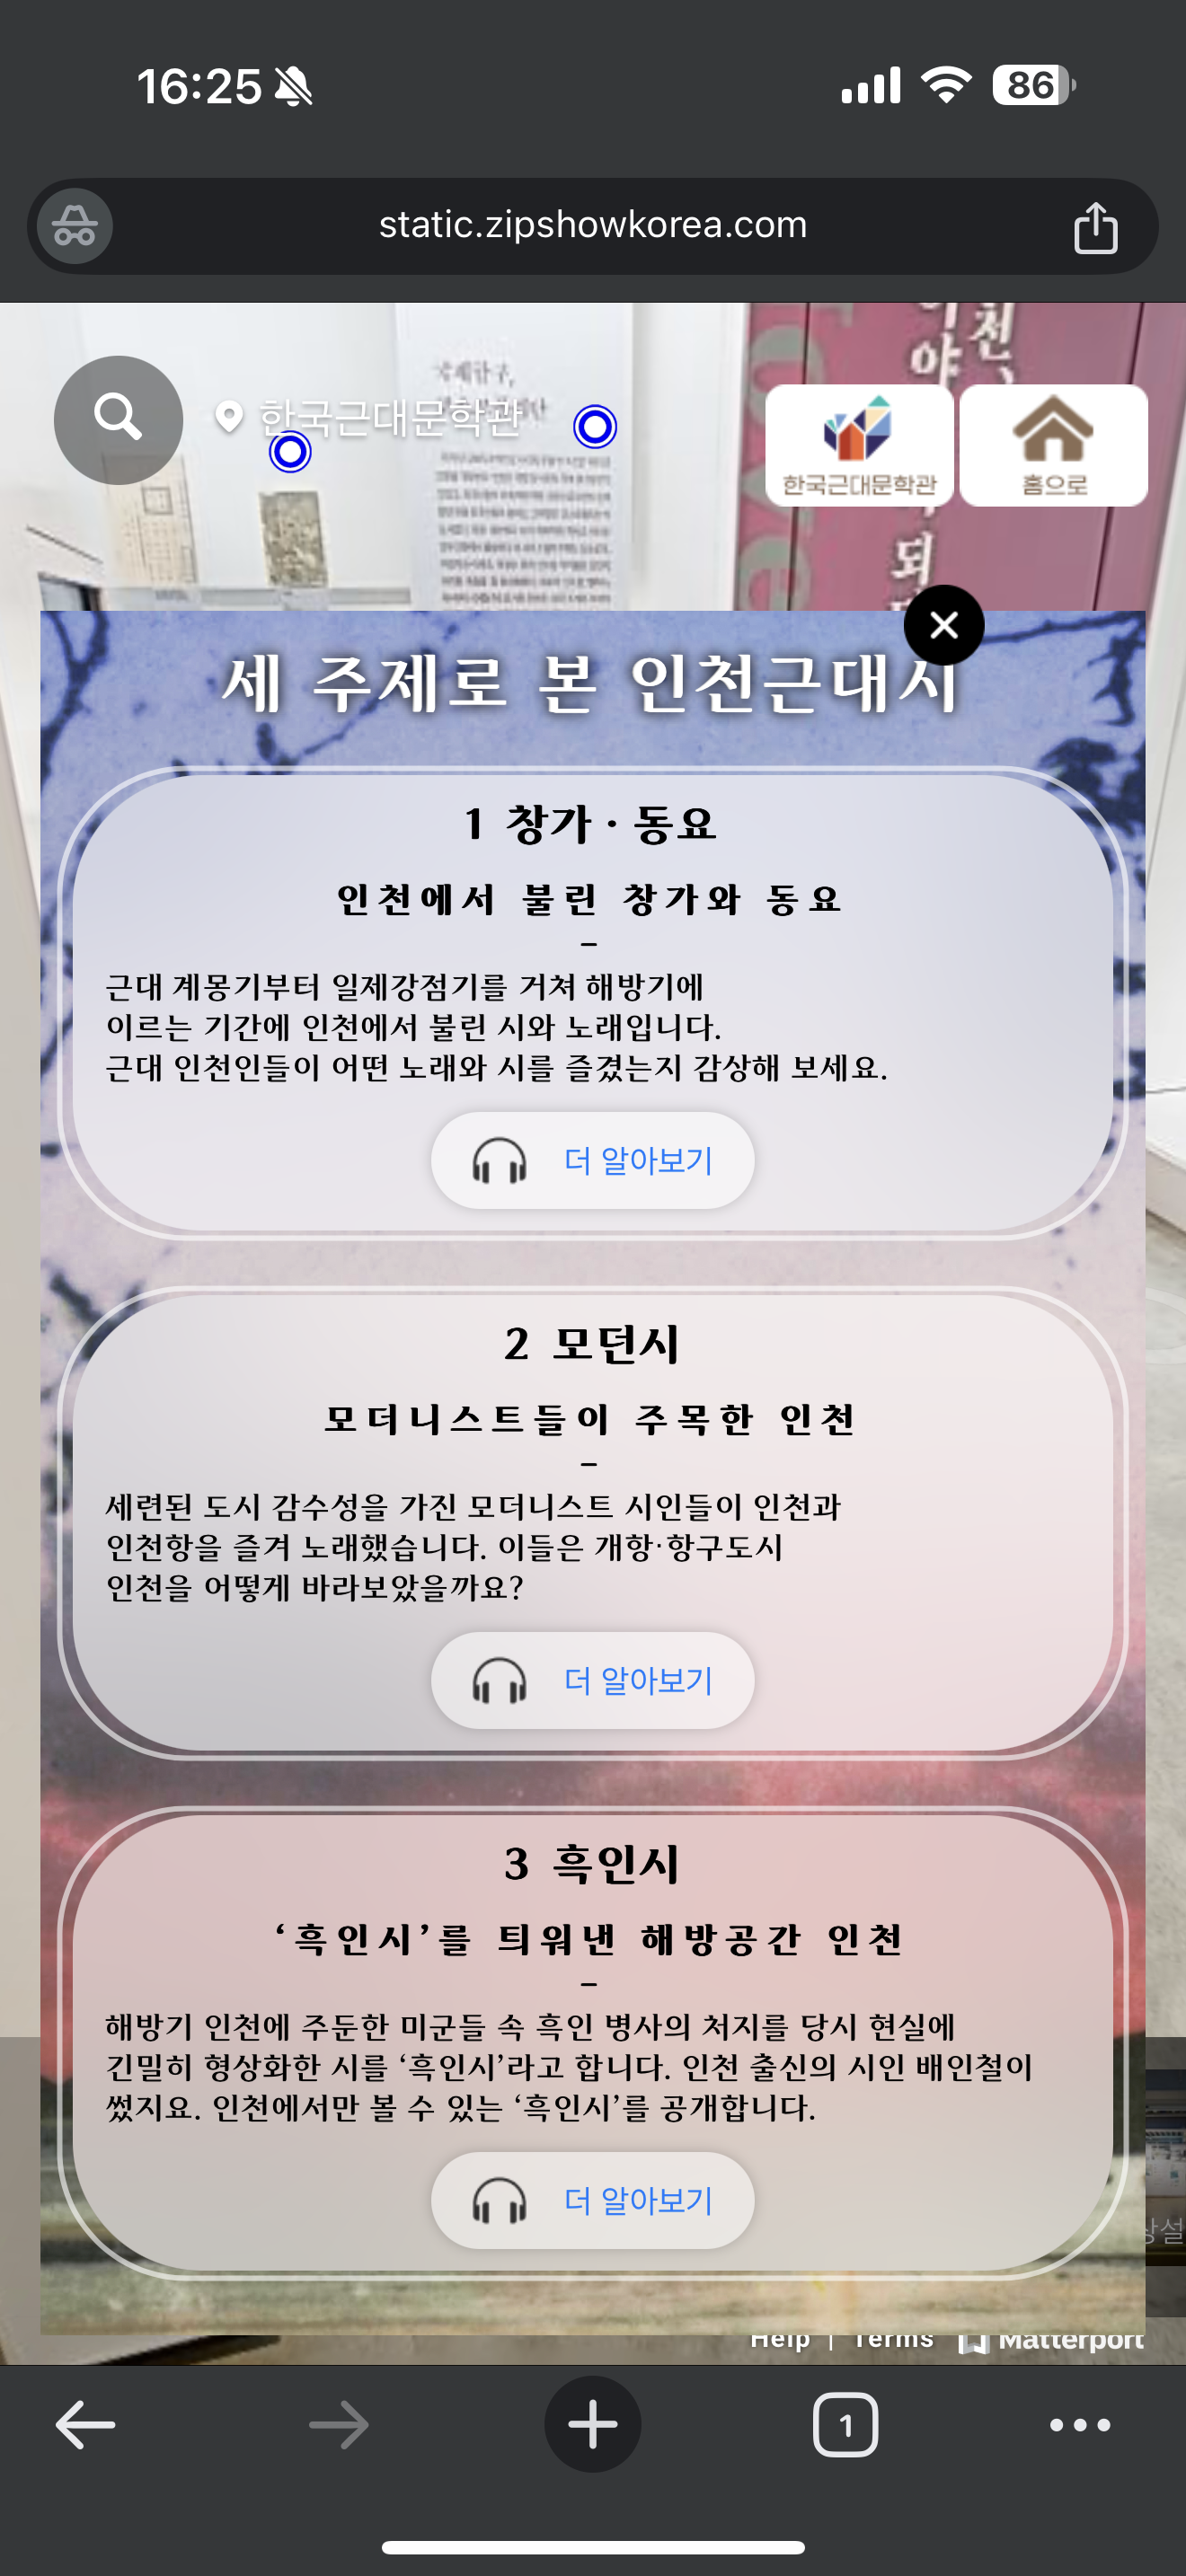 16:25
86
static.zipshowkorea.com
한국근대문학관
한국근대문학관
홈으로
세 주제로 본 인천근대시
1 창가 · 동요
인천에서 불린 창가와 동요
–
근대 계몽기부터 일제강점기를 거쳐 해방기에
이르는 기간에 인천에서 불린 시와 노래입니다.
근대 인천인들이 어떤 노래와 시를 즐겼는지 감상해 보세요.
더 알아보기
2 모던시
모더니스트들이 주목한 인천
–
세련된 도시 감수성을 가진 모더니스트 시인들이 인천과
인천항을 즐겨 노래했습니다. 이들은 개항·항구도시
인천을 어떻게 바라보았을까요?
더 알아보기
3 흑인시
‘흑인시’를 틔워낸 해방공간 인천
–
해방기 인천에 주둔한 미군들 속 흑인 병사의 처지를 당시 현실에
긴밀히 형상화한 시를 ‘흑인시’라고 합니다. 인천 출신의 시인 배인철이
썼지요. 인천에서만 볼 수 있는 ‘흑인시’를 공개합니다.
더 알아보기
Help | Terms Matterport
1